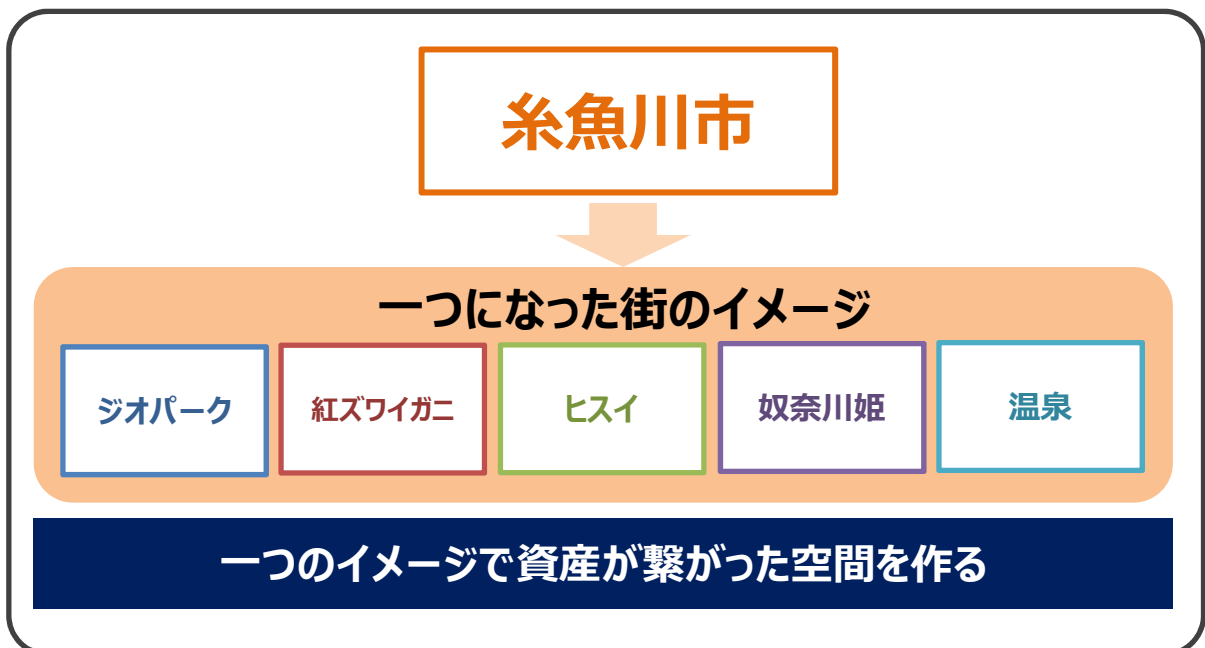 糸魚川市
一つになった街のイメージ
ジオパーク
紅ズワイガニ
ヒスイ
奴奈川姫
温泉
一つのイメージで資産が繋がった空間を作る